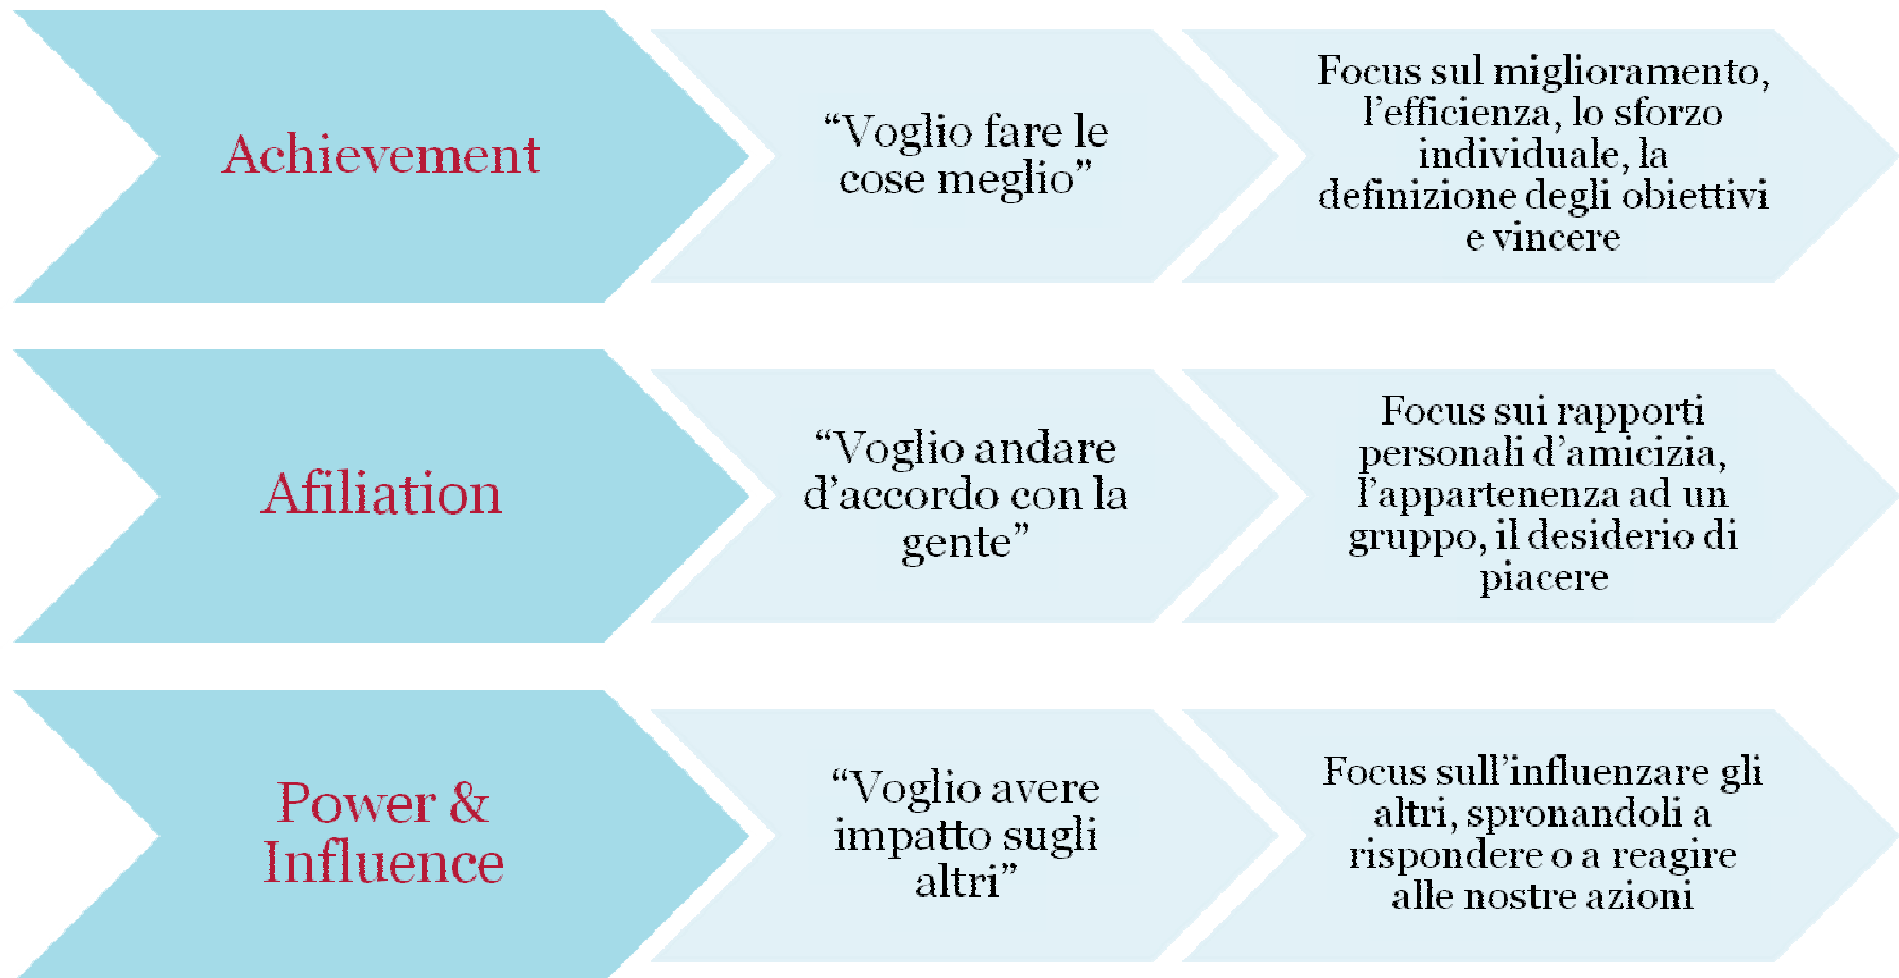 Achievement
“Voglio fare le
cose meglio”
Focus sul miglioramento,
l’efficienza, lo sforzo
individuale, la
definizione degli obiettivi
e vincere
Afiliation
“Voglio andare
d’accordo con la
gente”
Focus sui rapporti
personali d’amicizia,
l’appartenenza ad un
gruppo, il desiderio di
piacere
Power &
Influence
“Voglio avere
impatto sugli
altri”
Focus sull’influenzare gli
altri, spronandoli a
rispondere o a reagire
alle nostre azioni